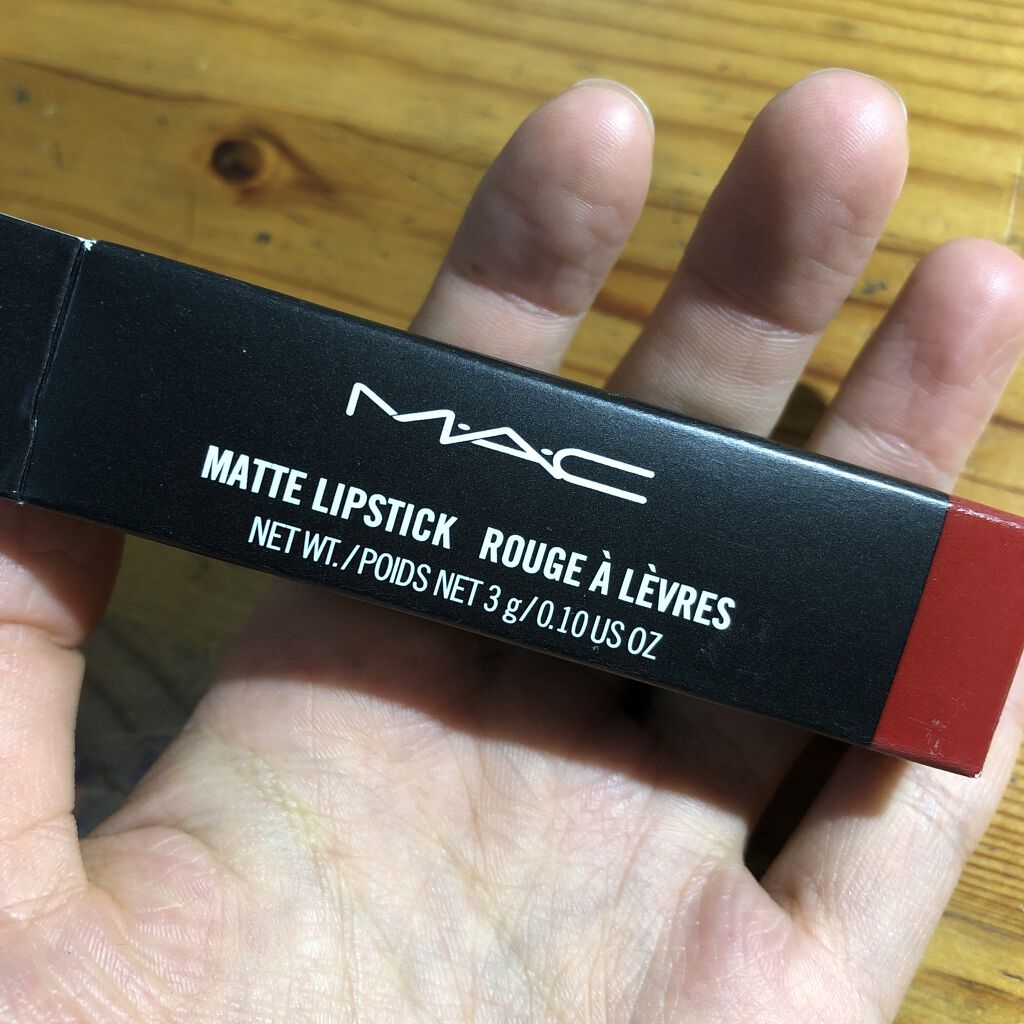 M·A·C
MATTE LIPSTICK ROUGE À LÈVRES
NET WT./POIDS NET 3 g/0.10 US OZ